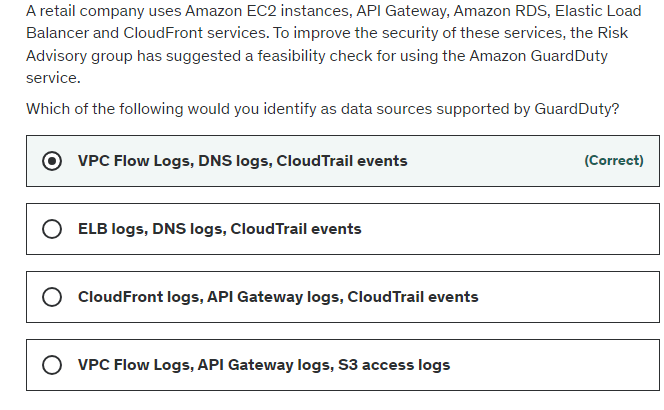 A retail company uses Amazon EC2 instances, API Gateway, Amazon RDS, Elastic Load
Balancer and CloudFront services. To improve the security of these services, the Risk
Advisory group has suggested a feasibility check for using the Amazon GuardDuty
service.
Which of the following would you identify as data sources supported by GuardDuty?
VPC Flow Logs, DNS logs, CloudTrail events (Correct)
ELB logs, DNS logs, CloudTrail events
CloudFront logs, API Gateway logs, CloudTrail events
VPC Flow Logs, API Gateway logs, S3 access logs